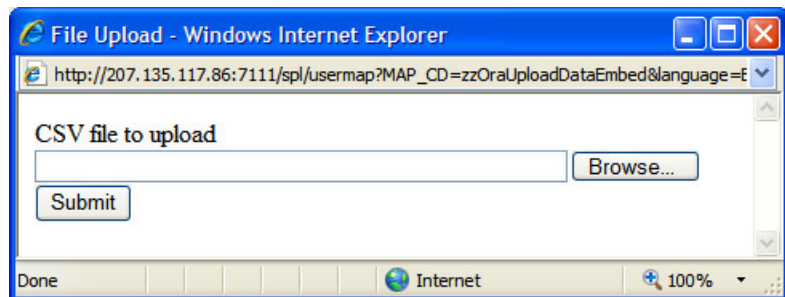 File Upload - Windows Internet Explorer
http://207.135.117.86:7111/spl/usermap?MAP_CD=zzOraUploadDataEmbed&language=E
CSV file to upload
Browse...
Submit
Done Internet 100%